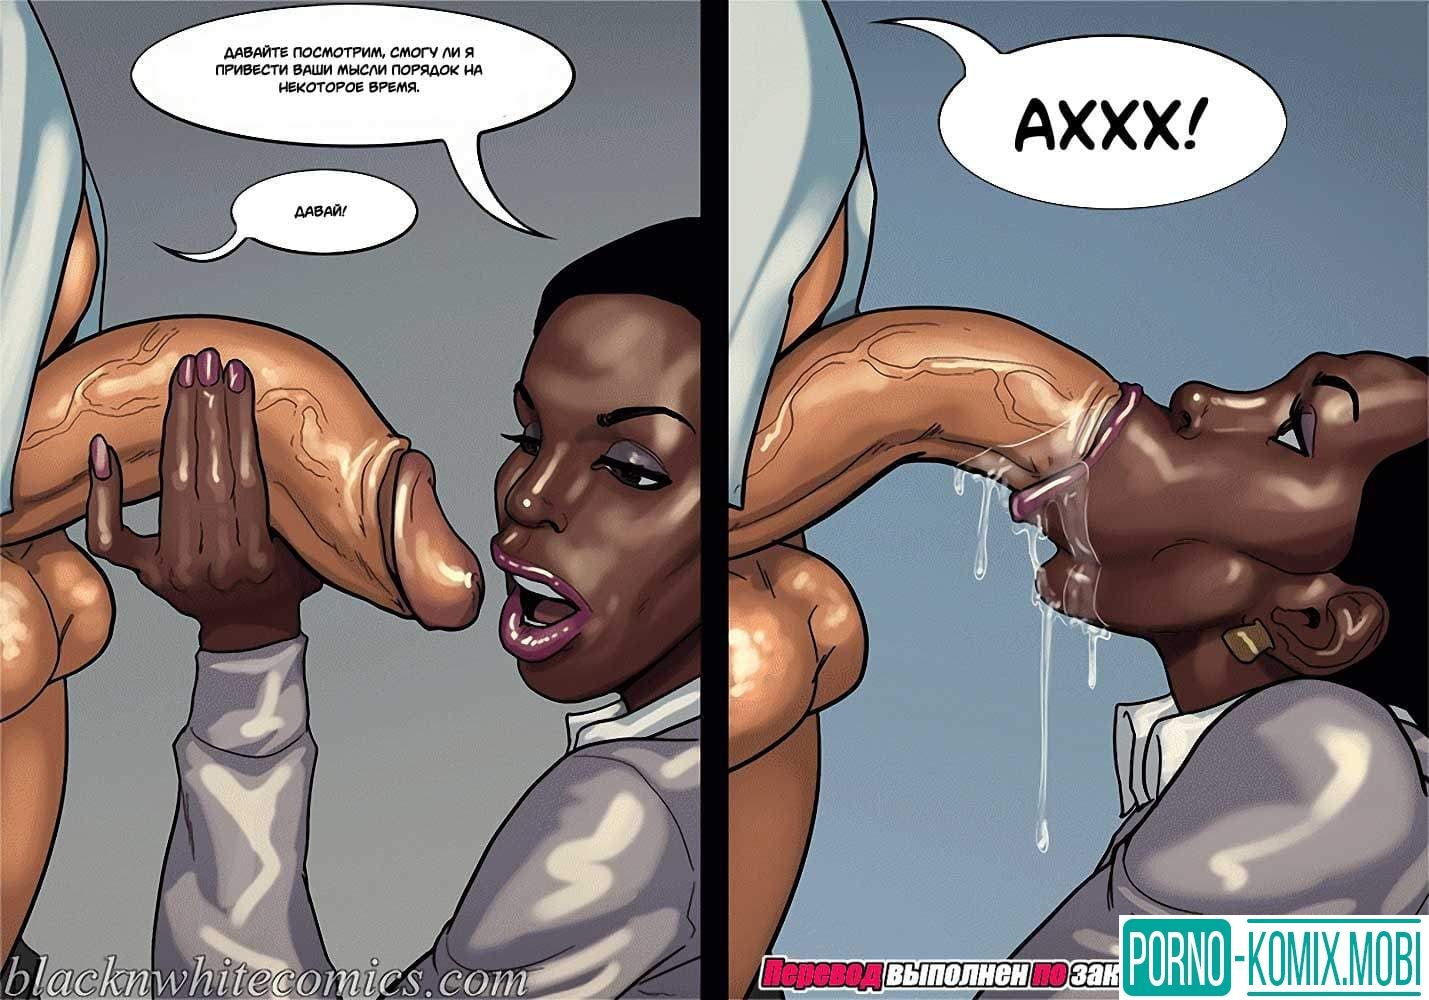 ДАВАЙТЕ ПОСМОТРИМ, СМОГУ ЛИ Я
ПРИВЕСТИ ВАШИ МЫСЛИ ПОРЯДОК НА
НЕКОТОРОЕ ВРЕМЯ.
ДАВАЙ!
АХХХ!
blacknwhitecomics.com
Перевод выполнен по зак
PORNO-KOMIX.MOBI